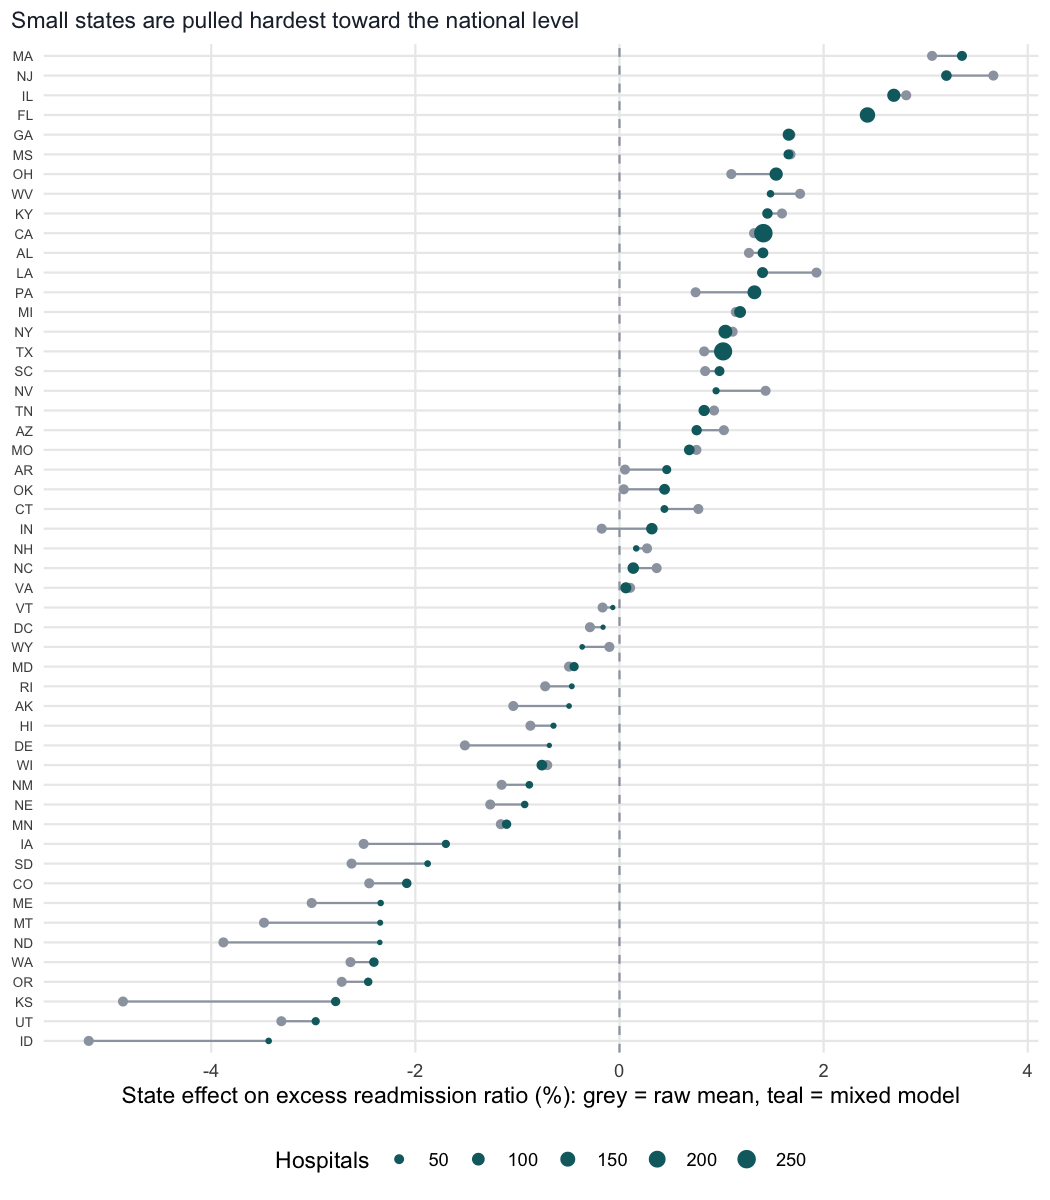 Small states are pulled hardest toward the national level
MA
NJ
IL
FL
GA
MS
OH
WV
KY
CA
AL
LA
PA
MI
NY
TX
SC
NV
TN
AZ
MO
AR
OK
CT
IN
NH
NC
VA
VT
DC
WY
MD
RI
AK
HI
DE
WI
NM
NE
MN
IA
SD
CO
ME
MT
ND
WA
OR
KS
UT
ID
-4 -2 0 2 4
State effect on excess readmission ratio (%): grey = raw mean, teal = mixed model
Hospitals 50 100 150 200 250